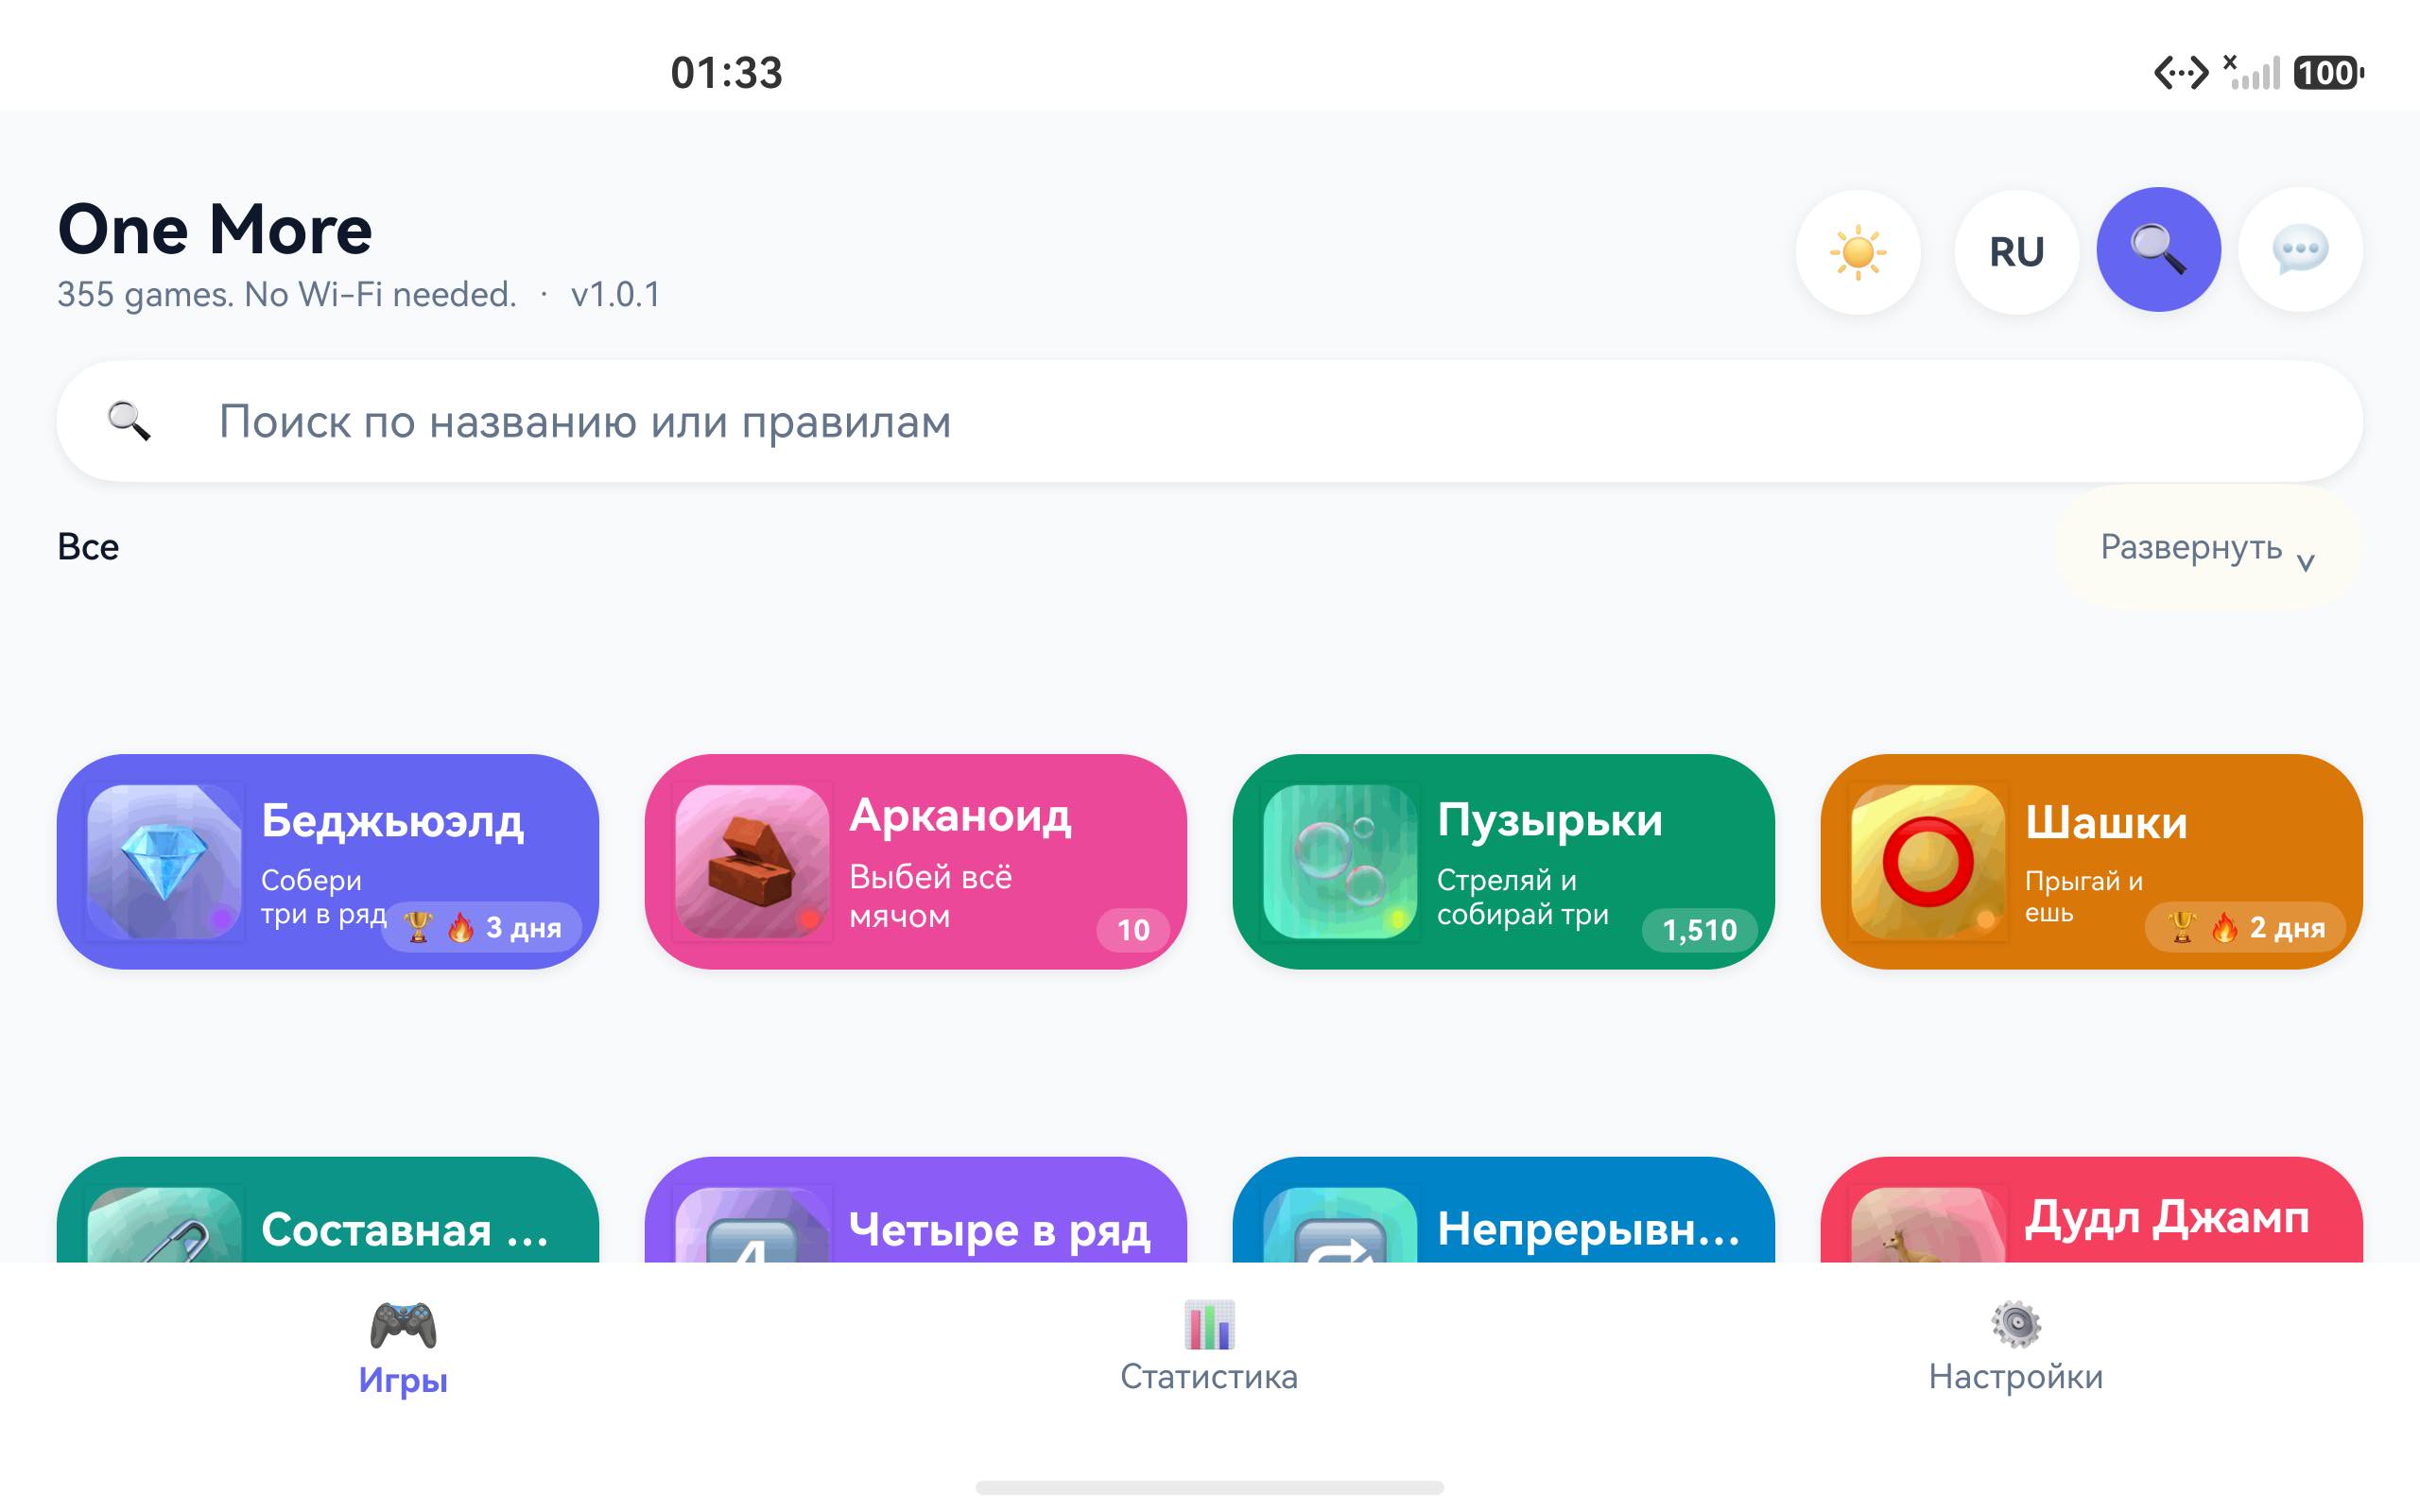 01:33
100
One More
355 games. No Wi-Fi needed. · v1.0.1
RU
Поиск по названию или правилам
Все
Развернуть
Беджьюэлд
Собери
три в ряд
3 дня
Арканоид
Выбей всё
мячом
10
Пузырьки
Стреляй и
собирай три
1,510
Шашки
Прыгай и
ешь
2 дня
Составная ...
Четыре в ряд
4
Непрерывн...
Дудл Джамп
Игры
Статистика
Настройки